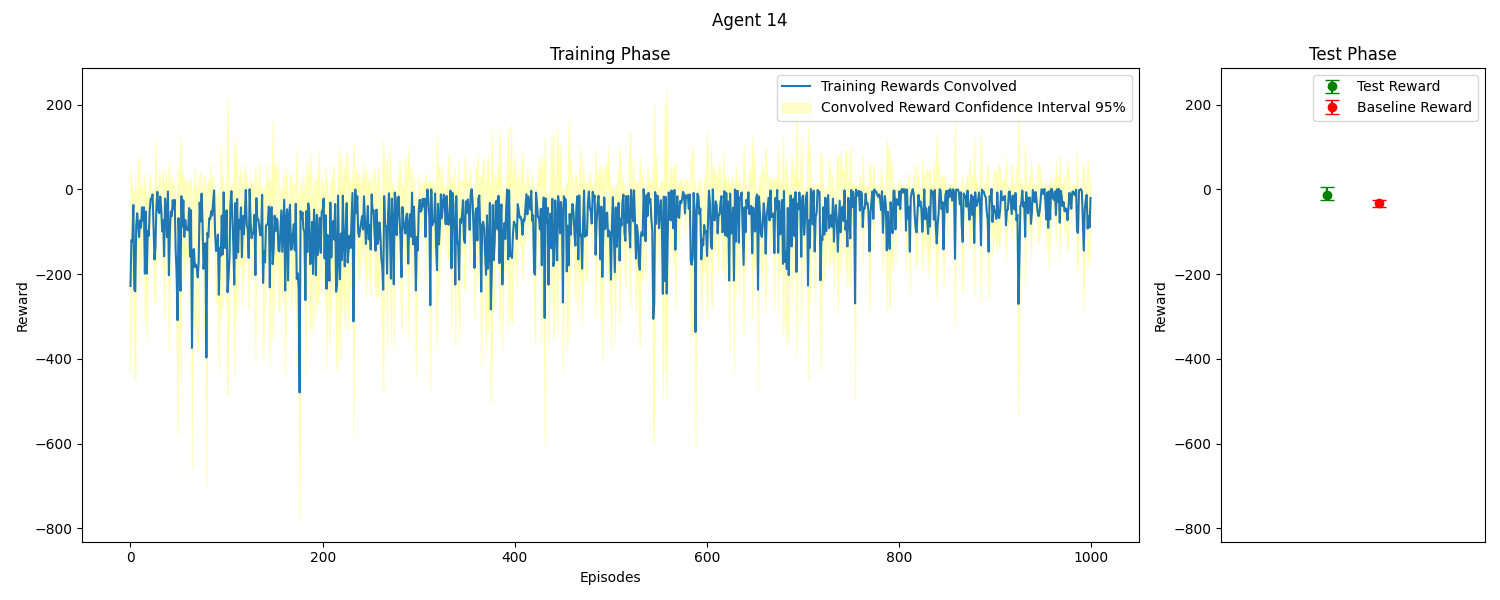 Agent 14
Training Phase
Training Rewards Convolved
Convolved Reward Confidence Interval 95%
200
0
−200
−400
−600
−800
Reward
0 200 400 600 800 1000
Episodes
Test Phase
Test Reward
Baseline Reward
200
0
−200
−400
−600
−800
Reward